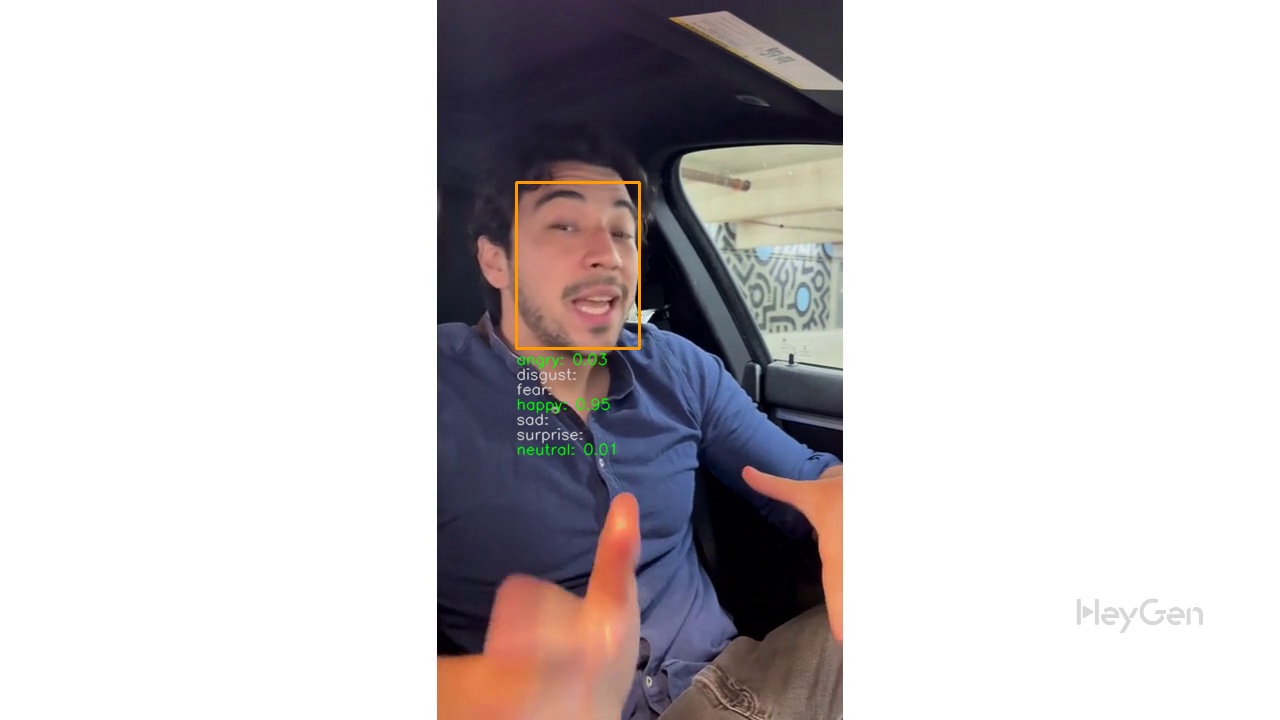 angry: 0.03
disgust:
fear:
happy: 0.95
sad:
surprise:
neutral: 0.01
HeyGen